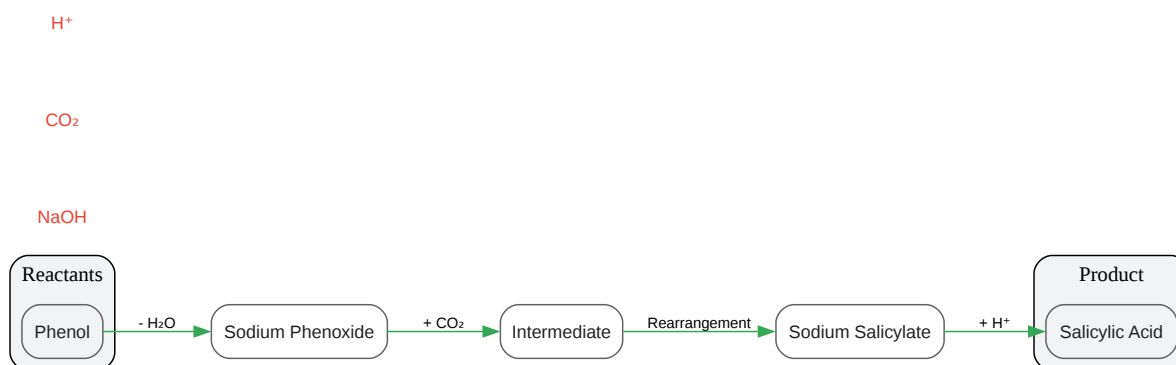 H⁺
CO₂
NaOH
Reactants
Product
Phenol
- H₂O
Sodium Phenoxide
+ CO₂
Intermediate
Rearrangement
Sodium Salicylate
+ H⁺
Salicylic Acid